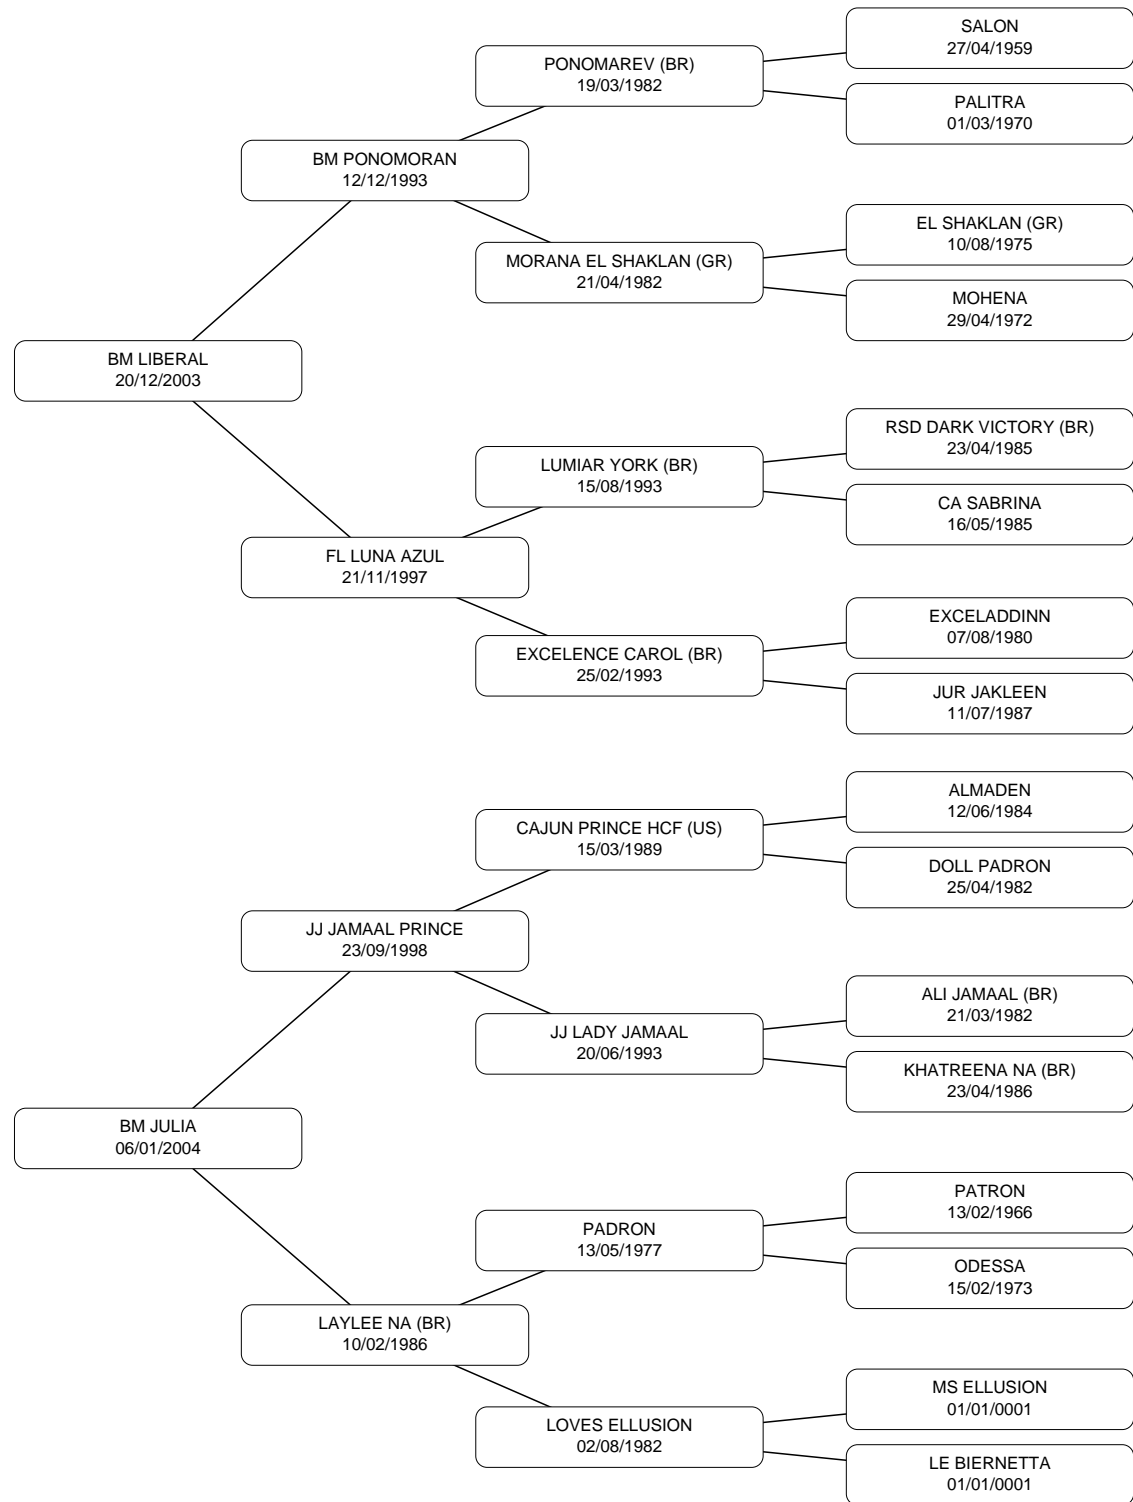 SALON
27/04/1959
PONOMAREV (BR)
19/03/1982
PALITRA
01/03/1970
BM PONOMORAN
12/12/1993
EL SHAKLAN (GR)
10/08/1975
MORANA EL SHAKLAN (GR)
21/04/1982
MOHENA
29/04/1972
BM LIBERAL
20/12/2003
RSD DARK VICTORY (BR)
23/04/1985
LUMIAR YORK (BR)
15/08/1993
CA SABRINA
16/05/1985
FL LUNA AZUL
21/11/1997
EXCELADDINN
07/08/1980
EXCELENCE CAROL (BR)
25/02/1993
JUR JAKLEEN
11/07/1987
ALMADEN
12/06/1984
CAJUN PRINCE HCF (US)
15/03/1989
DOLL PADRON
25/04/1982
JJ JAMAAL PRINCE
23/09/1998
ALI JAMAAL (BR)
21/03/1982
JJ LADY JAMAAL
20/06/1993
KHATREENA NA (BR)
23/04/1986
BM JULIA
06/01/2004
PATRON
13/02/1966
PADRON
13/05/1977
ODESSA
15/02/1973
LAYLEE NA (BR)
10/02/1986
MS ELLUSION
01/01/0001
LOVES ELLUSION
02/08/1982
LE BIERNETTA
01/01/0001